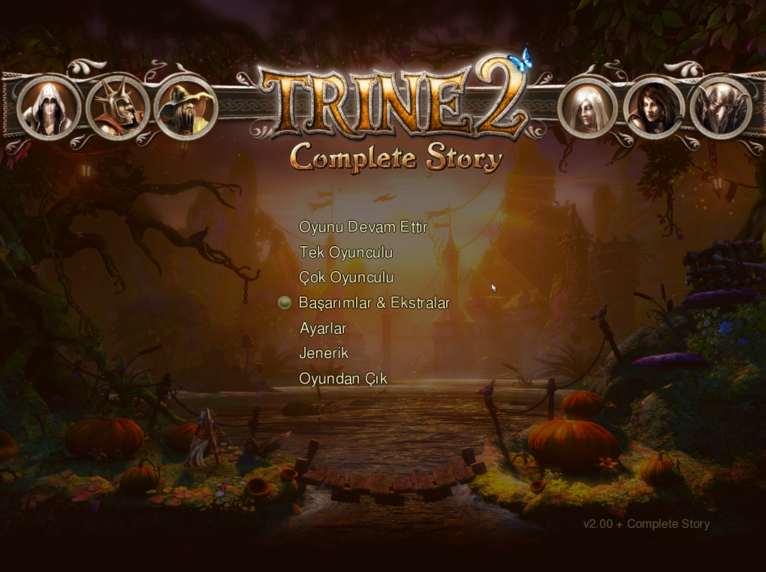 TRINE 2
Complete Story
Oyunu Devam Ettir
Tek Oyunculu
Çok Oyunculu
Başarımlar & Ekstralar
Ayarlar
Jenerik
Oyundan Çık
v2.00 + Complete Story